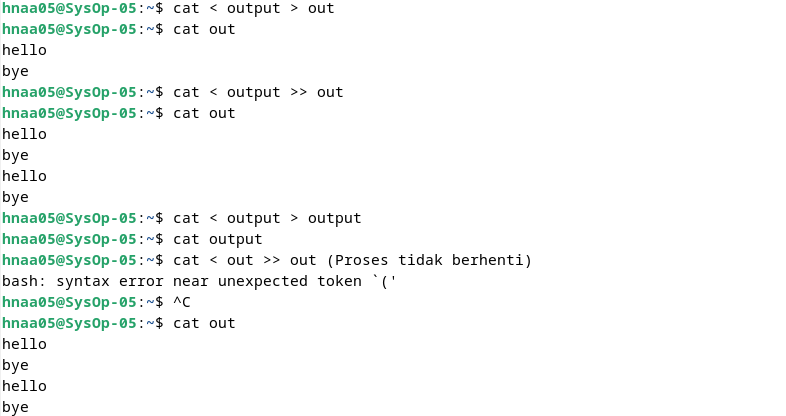 hnaa05@SysOp-05:~$ cat < output > out
hnaa05@SysOp-05:~$ cat out
hello
bye
hnaa05@SysOp-05:~$ cat < output >> out
hnaa05@SysOp-05:~$ cat out
hello
bye
hello
bye
hnaa05@SysOp-05:~$ cat < output > output
hnaa05@SysOp-05:~$ cat output
hnaa05@SysOp-05:~$ cat < out >> out (Proses tidak berhenti)
bash: syntax error near unexpected token `('
hnaa05@SysOp-05:~$ ^C
hnaa05@SysOp-05:~$ cat out
hello
bye
hello
bye